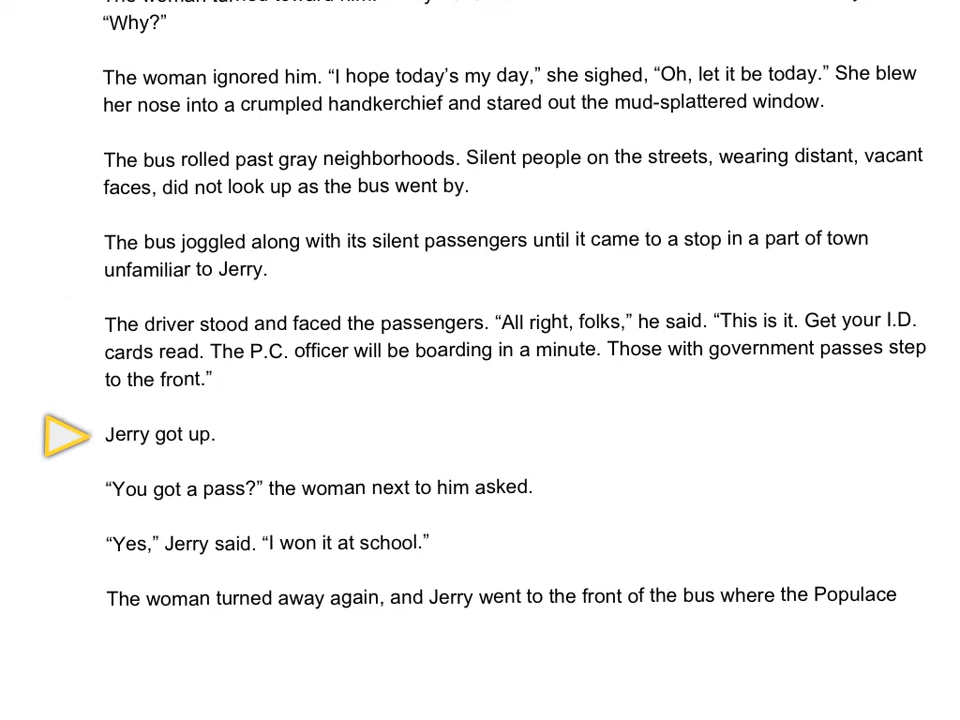 “Why?”
The woman ignored him. “I hope today’s my day,” she sighed, “Oh, let it be today.” She blew
her nose into a crumpled handkerchief and stared out the mud-splattered window.
The bus rolled past gray neighborhoods. Silent people on the streets, wearing distant, vacant
faces, did not look up as the bus went by.
The bus joggled along with its silent passengers until it came to a stop in a part of town
unfamiliar to Jerry.
The driver stood and faced the passengers. “All right, folks,” he said. “This is it. Get your I.D.
cards read. The P.C. officer will be boarding in a minute. Those with government passes step
to the front.”
Jerry got up.
“You got a pass?” the woman next to him asked.
“Yes,” Jerry said. “I won it at school.”
The woman turned away again, and Jerry went to the front of the bus where the Populace